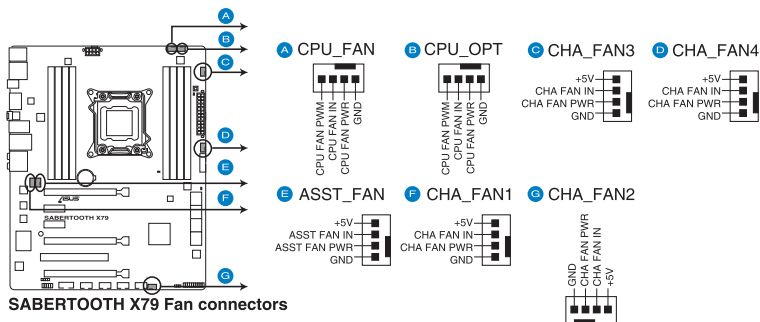 A
B
C
D
E
F
G
/SUS
SABERTOOTH X79
SABERTOOTH X79 Fan connectors
A CPU_FAN
CPU FAN PWM
CPU FAN IN
CPU FAN PWR
GND
B CPU_OPT
CPU FAN PWM
CPU FAN IN
CPU FAN PWR
GND
C CHA_FAN3
+5V
CHA FAN IN
CHA FAN PWR
GND
D CHA_FAN4
+5V
CHA FAN IN
CHA FAN PWR
GND
E ASST_FAN
+5V
ASST FAN IN
ASST FAN PWR
GND
F CHA_FAN1
+5V
CHA FAN IN
CHA FAN PWR
GND
G CHA_FAN2
GND
CHA FAN PWR
CHA FAN IN
+5V